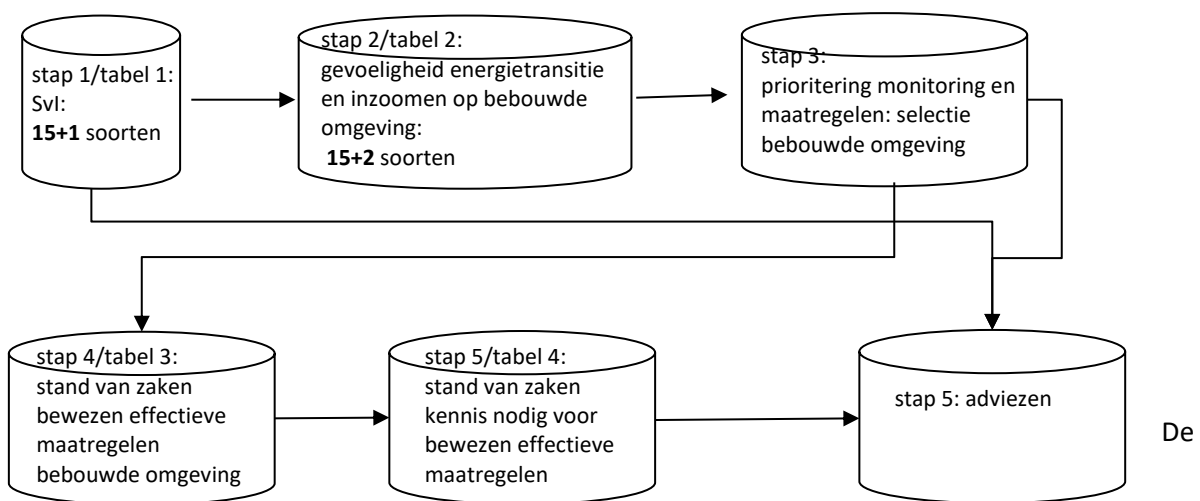 stap 1/tabel 1:
SvI:
15+1 soorten
stap 2/tabel 2:
gevoeligheid energietransitie
en inzoomen op bebouwde
omgeving:
15+2 soorten
stap 3:
prioritering monitoring en
maatregelen: selectie
bebouwde omgeving
stap 4/tabel 3:
stand van zaken
bewezen effectieve
maatregelen
bebouwde omgeving
stap 5/tabel 4:
stand van zaken
kennis nodig voor
bewezen effectieve
maatregelen
stap 5: adviezen
De